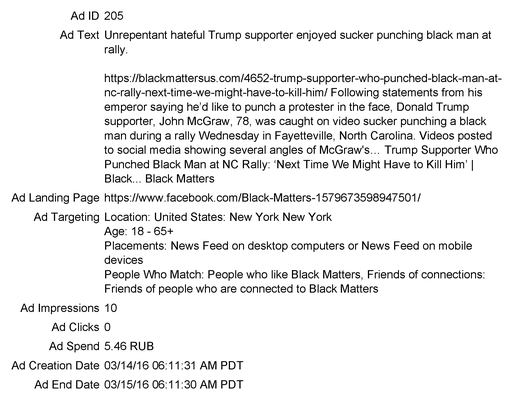 Ad ID 205
Ad Text Unrepentant hateful Trump supporter enjoyed sucker punching black man at
rally.
https://blackmattersus.com/4652-trump-supporter-who-punched-black-man-at-
nc-rally-next-time-we-might-have-to-kill-him/ Following statements from his
emperor saying he'd like to punch a protester in the face, Donald Trump
supporter, John McGraw, 78, was caught on video sucker punching a black
man during a rally Wednesday in Fayetteville, North Carolina. Videos posted
to social media showing several angles of McGraw's... Trump Supporter Who
Punched Black Man at NC Rally: 'Next Time We Might Have to Kill Him' |
Black... Black Matters
Ad Landing Page https://www.facebook.com/Black-Matters-1579673598947501/
Ad Targeting Location: United States: New York New York
Age: 18 - 65+
Placements: News Feed on desktop computers or News Feed on mobile
devices
People Who Match: People who like Black Matters, Friends of connections:
Friends of people who are connected to Black Matters
Ad Impressions 10
Ad Clicks 0
Ad Spend 5.46 RUB
Ad Creation Date 03/14/16 06:11:31 AM PDT
Ad End Date 03/15/16 06:11:30 AM PDT